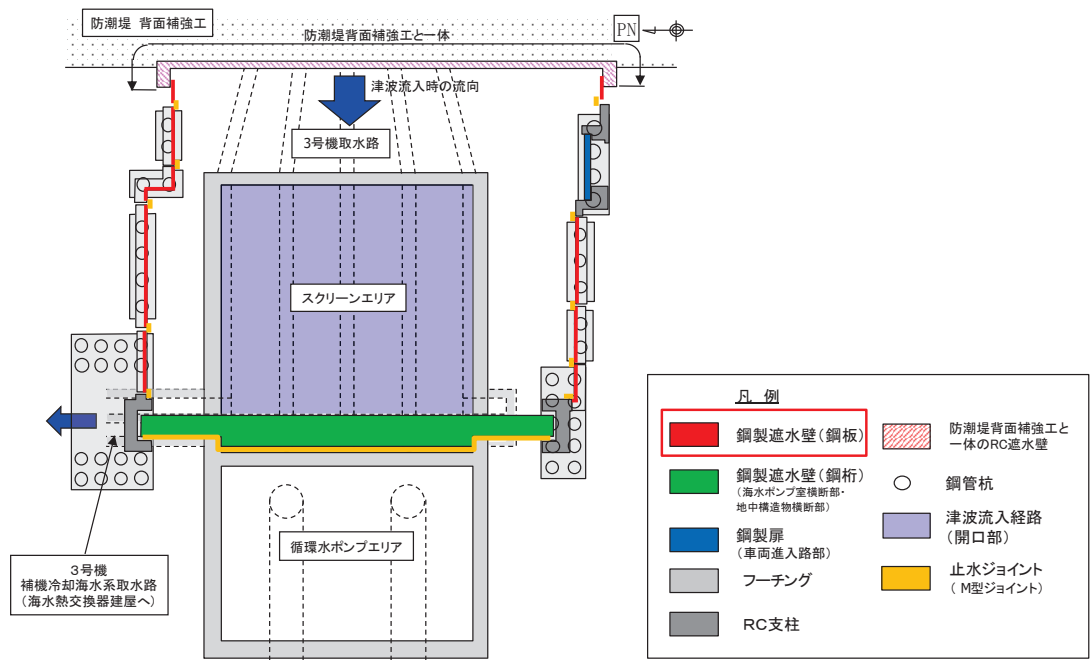 防潮堤 背面補強工
防潮堤背面補強工と一体
PN
津波流入時の流向
3号機取水路
スクリーンエリア
循環水ポンプエリア
3号機
補機冷却海水系取水路
(海水熱交換器建屋へ)
凡 例
鋼製遮水壁(鋼板)
鋼製遮水壁(鋼桁)
(海水ポンプ室横断部・
地中構造物横断部)
鋼製扉
(車両進入路部)
フーチング
RC支柱
防潮堤背面補強工と
一体のRC遮水壁
鋼管杭
津波流入経路
(開口部)
止水ジョイント
(M型ジョイント)